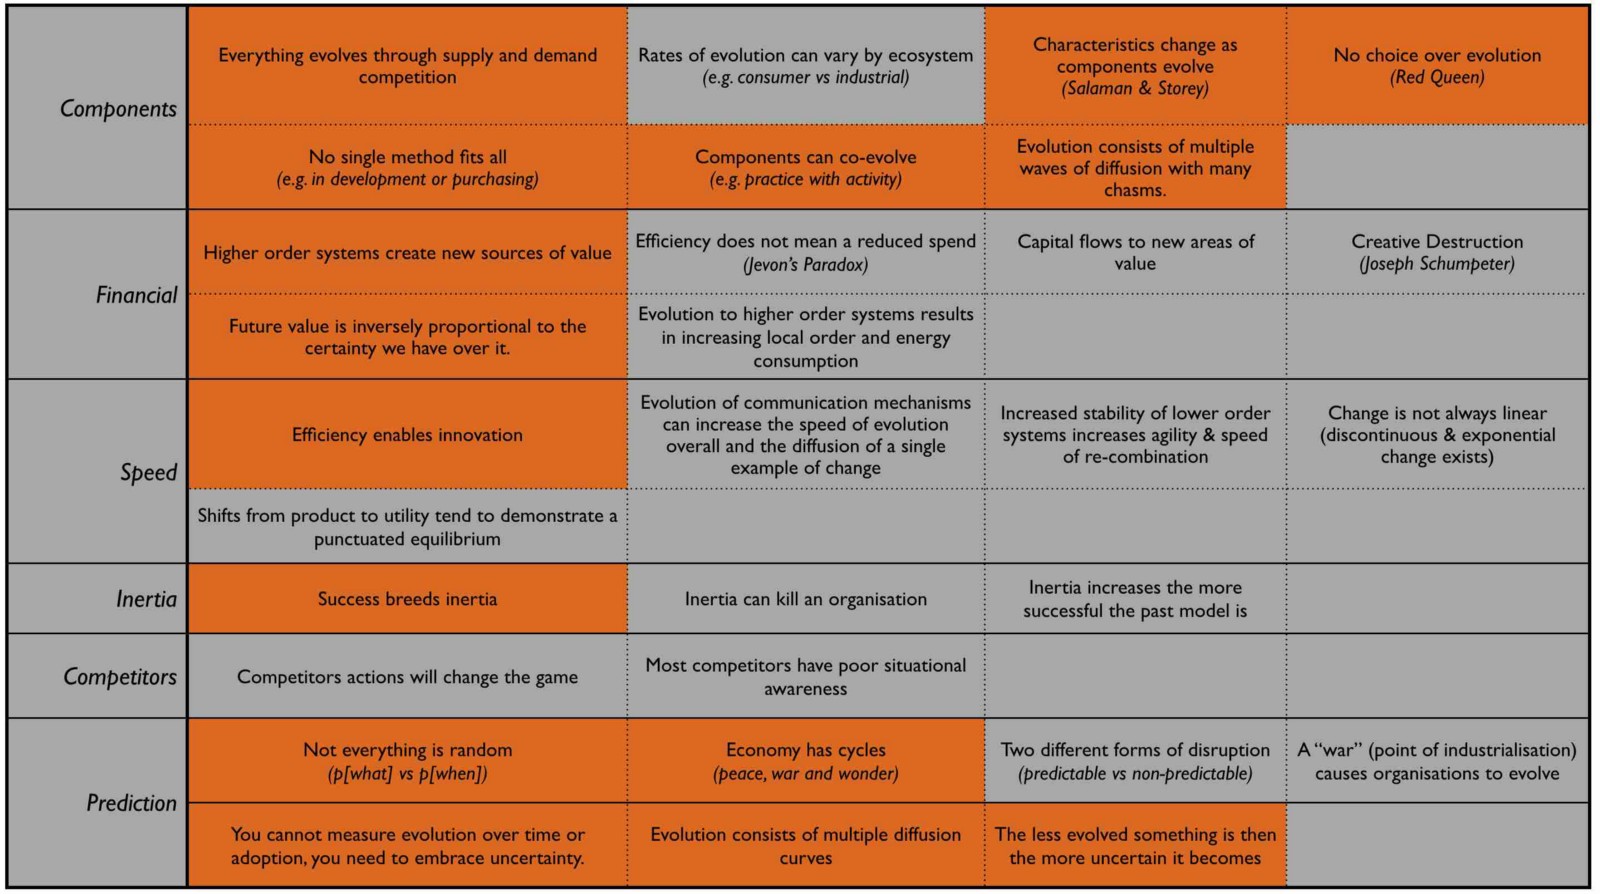 Components
Everything evolves through supply and demand
competition
Rates of evolution can vary by ecosystem
(e.g. consumer vs industrial)
Characteristics change as
components evolve
(Salaman & Storey)
No choice over evolution
(Red Queen)
No single method fits all
(e.g. in development or purchasing)
Components can co-evolve
(e.g. practice with activity)
Evolution consists of multiple
waves of diffusion with many
chasms.
Financial
Higher order systems create new sources of value
Efficiency does not mean a reduced spend
(Jevon's Paradox)
Capital flows to new areas of
value
Creative Destruction
(Joseph Schumpeter)
Future value is inversely proportional to the
certainty we have over it.
Evolution to higher order systems results
in increasing local order and energy
consumption
Speed
Efficiency enables innovation
Evolution of communication mechanisms
can increase the speed of evolution
overall and the diffusion of a single
example of change
Increased stability of lower order
systems increases agility & speed
of re-combination
Change is not always linear
(discontinuous & exponential
change exists)
Shifts from product to utility tend to demonstrate a
punctuated equilibrium
Inertia
Success breeds inertia
Inertia can kill an organisation
Inertia increases the more
successful the past model is
Competitors
Competitors actions will change the game
Most competitors have poor situational
awareness
Prediction
Not everything is random
(p[what] vs p[when])
Economy has cycles
(peace, war and wonder)
Two different forms of disruption
(predictable vs non-predictable)
A “war” (point of industrialisation)
causes organisations to evolve
You cannot measure evolution over time or
adoption, you need to embrace uncertainty.
Evolution consists of multiple diffusion
curves
The less evolved something is then
the more uncertain it becomes